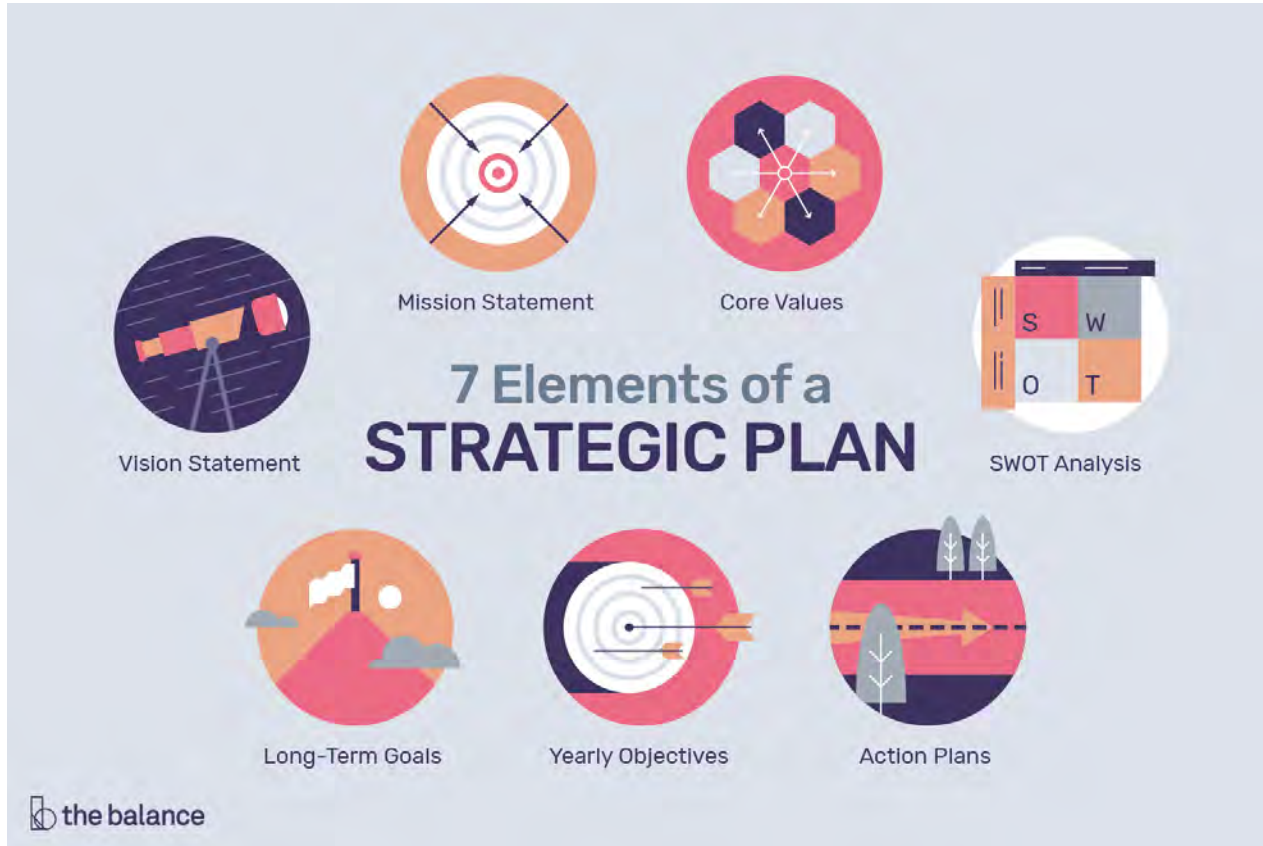 Mission Statement
Core Values
S W
O T
7 Elements of a
STRATEGIC PLAN
Vision Statement
SWOT Analysis
Long-Term Goals
Yearly Objectives
Action Plans
the balance